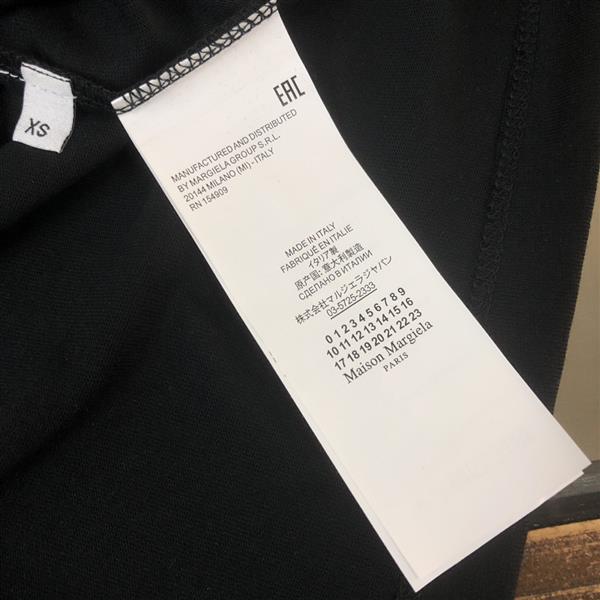 XS
EAC
MANUFACTURED AND DISTRIBUTED
BY MARGIELA GROUP S.R.L.
20144 MILANO (MI) - ITALY
RN 154909
MADE IN ITALY
FABRIQUÉ EN ITALIE
イタリア製
原产国: 意大利制造
СДЕЛАНО В ИТАЛИИ
株式会社マルジェラジャパン
03-5725-2333
0 1 2 3 4 5 6 7 8 9
10 11 12 13 14 15 16
17 18 19 20 21 22 23
Maison Margiela
PARIS